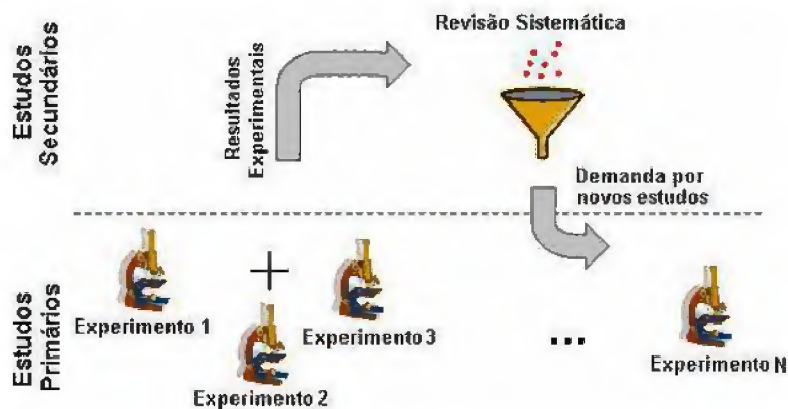 Estudos
Secundários
Resultados
Experimentais
Revisão Sistemática
Demanda por
novos estudos
Estudos
Primários
Experimento 1
Experimento 2
Experimento 3
...
Experimento N